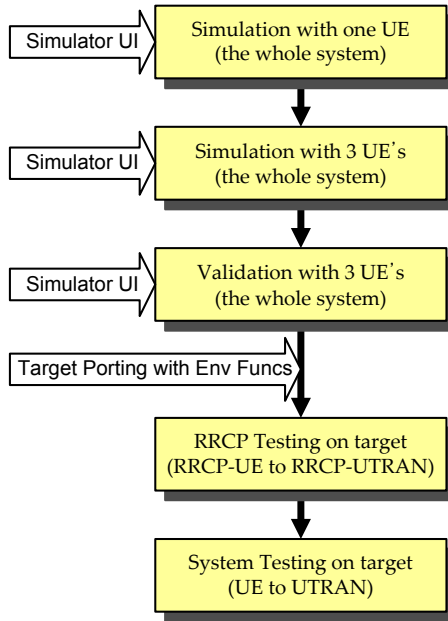 Simulation with one UE
(the whole system)
Simulator UI
Simulation with 3 UE's
(the whole system)
Simulator UI
Validation with 3 UE's
(the whole system)
Simulator UI
Target Porting with Env Funcs
RRCP Testing on target
(RRCP-UE to RRCP-UTRAN)
System Testing on target
(UE to UTRAN)